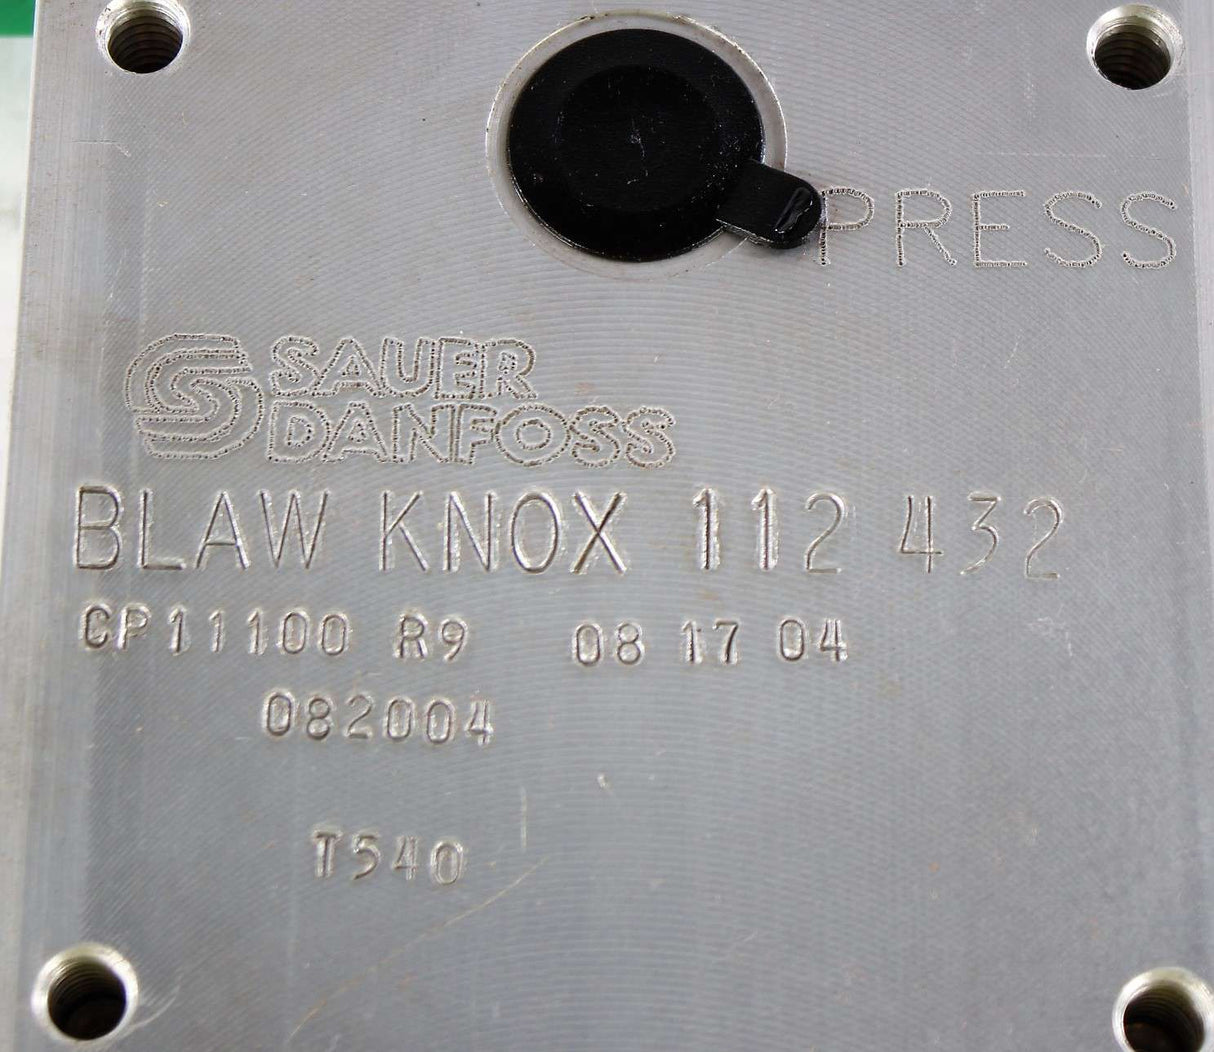 PRESS
SAUER
DANFOSS
BLAW KNOX 112 432
CP11100 R9 08 17 04
082004
T540